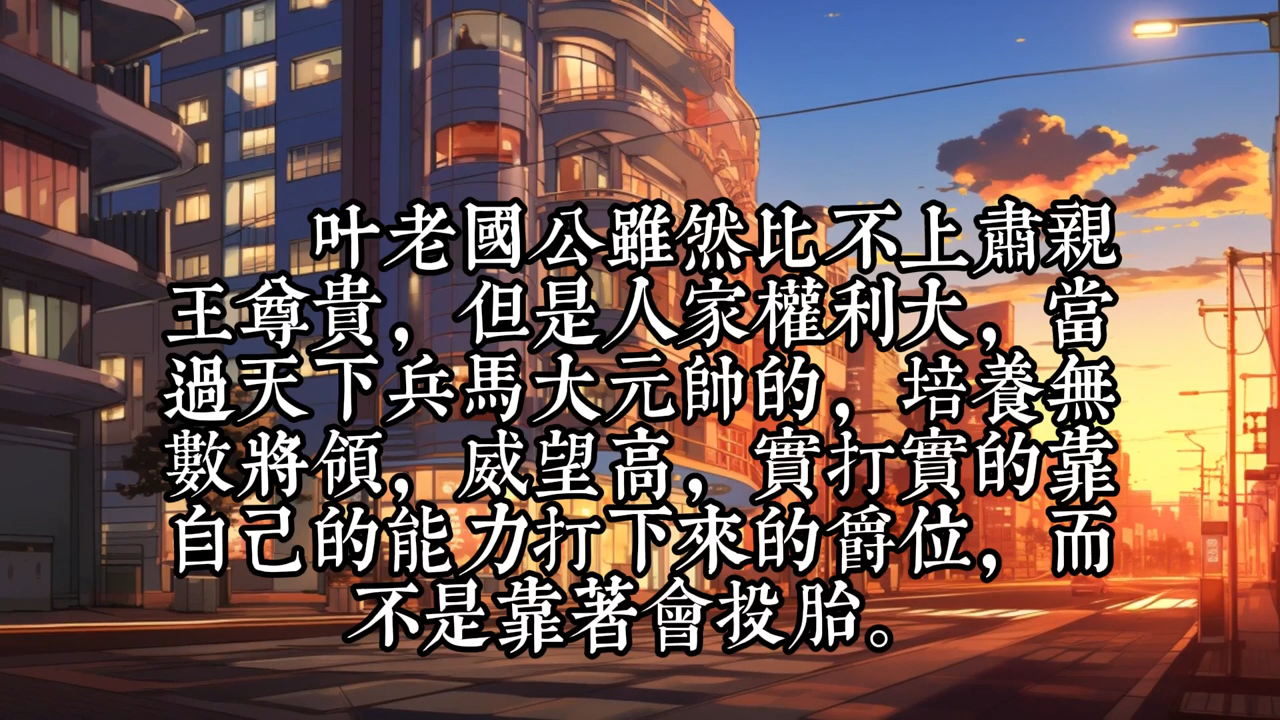 叶老國公雖然比不上肅親
王尊貴，但是人家權利大，當
過天下兵馬大元帥的，培養無
數將領，威望高，實打實的靠
自己的能力打下來的爵位，而
不是靠著會投胎。